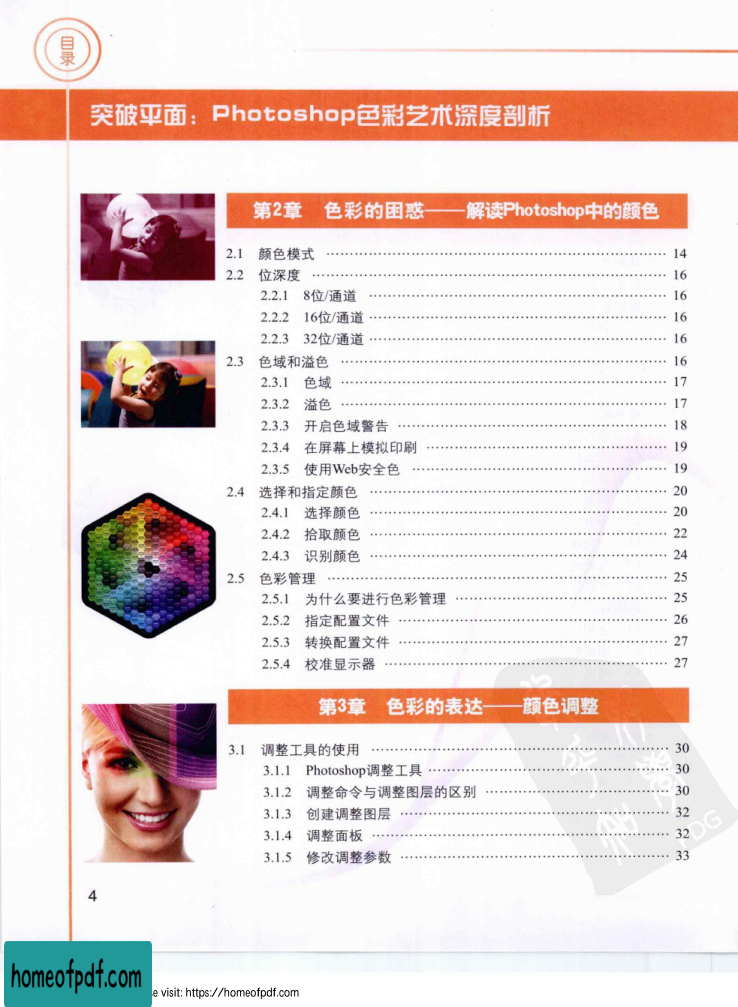 目录
突破平面：Photoshop色彩艺术深度剖析
第2章 色彩的困惑——解读Photoshop中的颜色
2.1 颜色模式 14
2.2 位深度 16
2.2.1 8位/通道 16
2.2.2 16位/通道 16
2.2.3 32位/通道 16
2.3 色域和溢色 16
2.3.1 色域 17
2.3.2 溢色 17
2.3.3 开启色域警告 18
2.3.4 在屏幕上模拟印刷 19
2.3.5 使用Web安全色 19
2.4 选择和指定颜色 20
2.4.1 选择颜色 20
2.4.2 拾取颜色 22
2.4.3 识别颜色 24
2.5 色彩管理 25
2.5.1 为什么要进行色彩管理 25
2.5.2 指定配置文件 26
2.5.3 转换配置文件 27
2.5.4 校准显示器 27
第3章 色彩的表达——颜色调整
3.1 调整工具的使用 30
3.1.1 Photoshop调整工具 30
3.1.2 调整命令与调整图层的区别 30
3.1.3 创建调整图层 32
3.1.4 调整面板 32
3.1.5 修改调整参数 33
4
homeofpdf.com
visit: https://homeofpdf.com